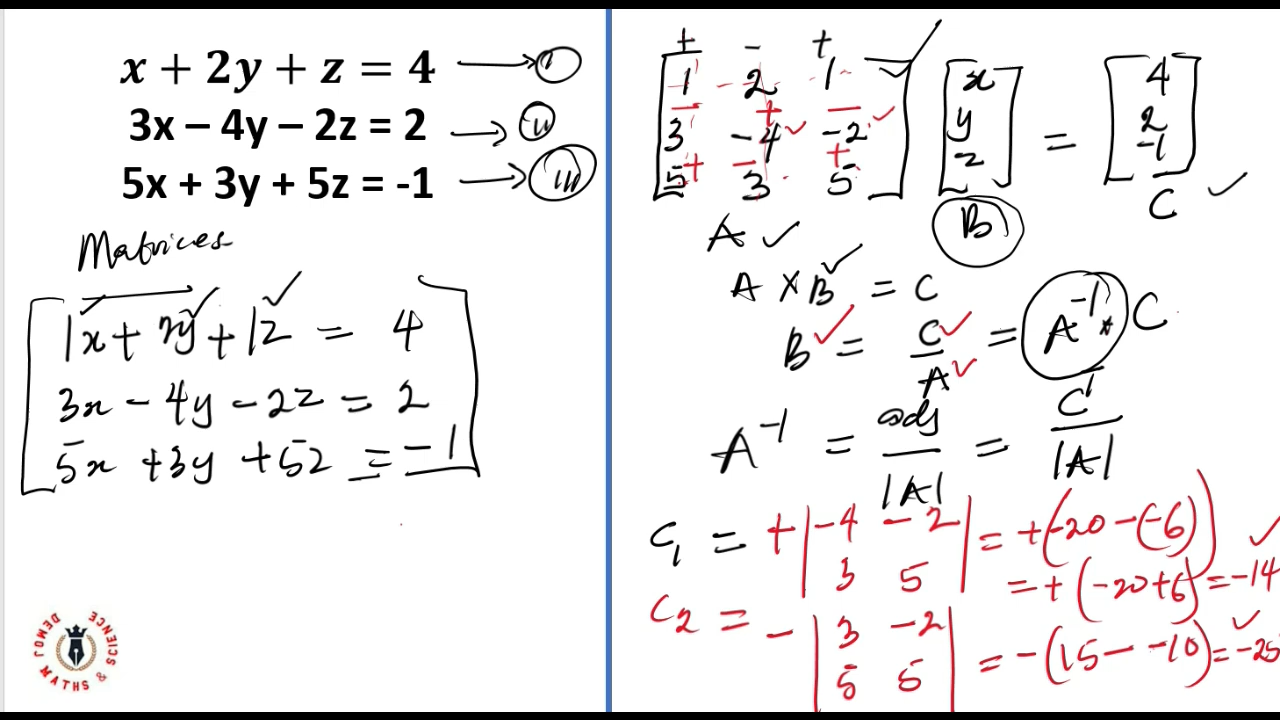 x + 2y + z = 4 → (i)
3x – 4y – 2z = 2 → (ii)
5x + 3y + 5z = -1 → (iii)
Matrices
1x + 2y + 1z = 4
3x - 4y - 2z = 2
5x + 3y + 5z = -1
DEMOJ MATHS & SCIENCE
+ - +
1 2 1 x 4
- + -
3 -4 -2 y = 2
+ - +
5 3 5 z -1
A ✓ B C ✓
A × B ✓ = C
B ✓ = C ✓ / A ✓ = A⁻¹ * C
A⁻¹ = adj / |A| = C' / |A|
C₁ = + | -4 -2 | = +(-20 - (-6)) ✓
3 5 = + (-20+6) = -14
C2 = - | 3 -2 | = -(15 - -10) = -25 ✓
5 5